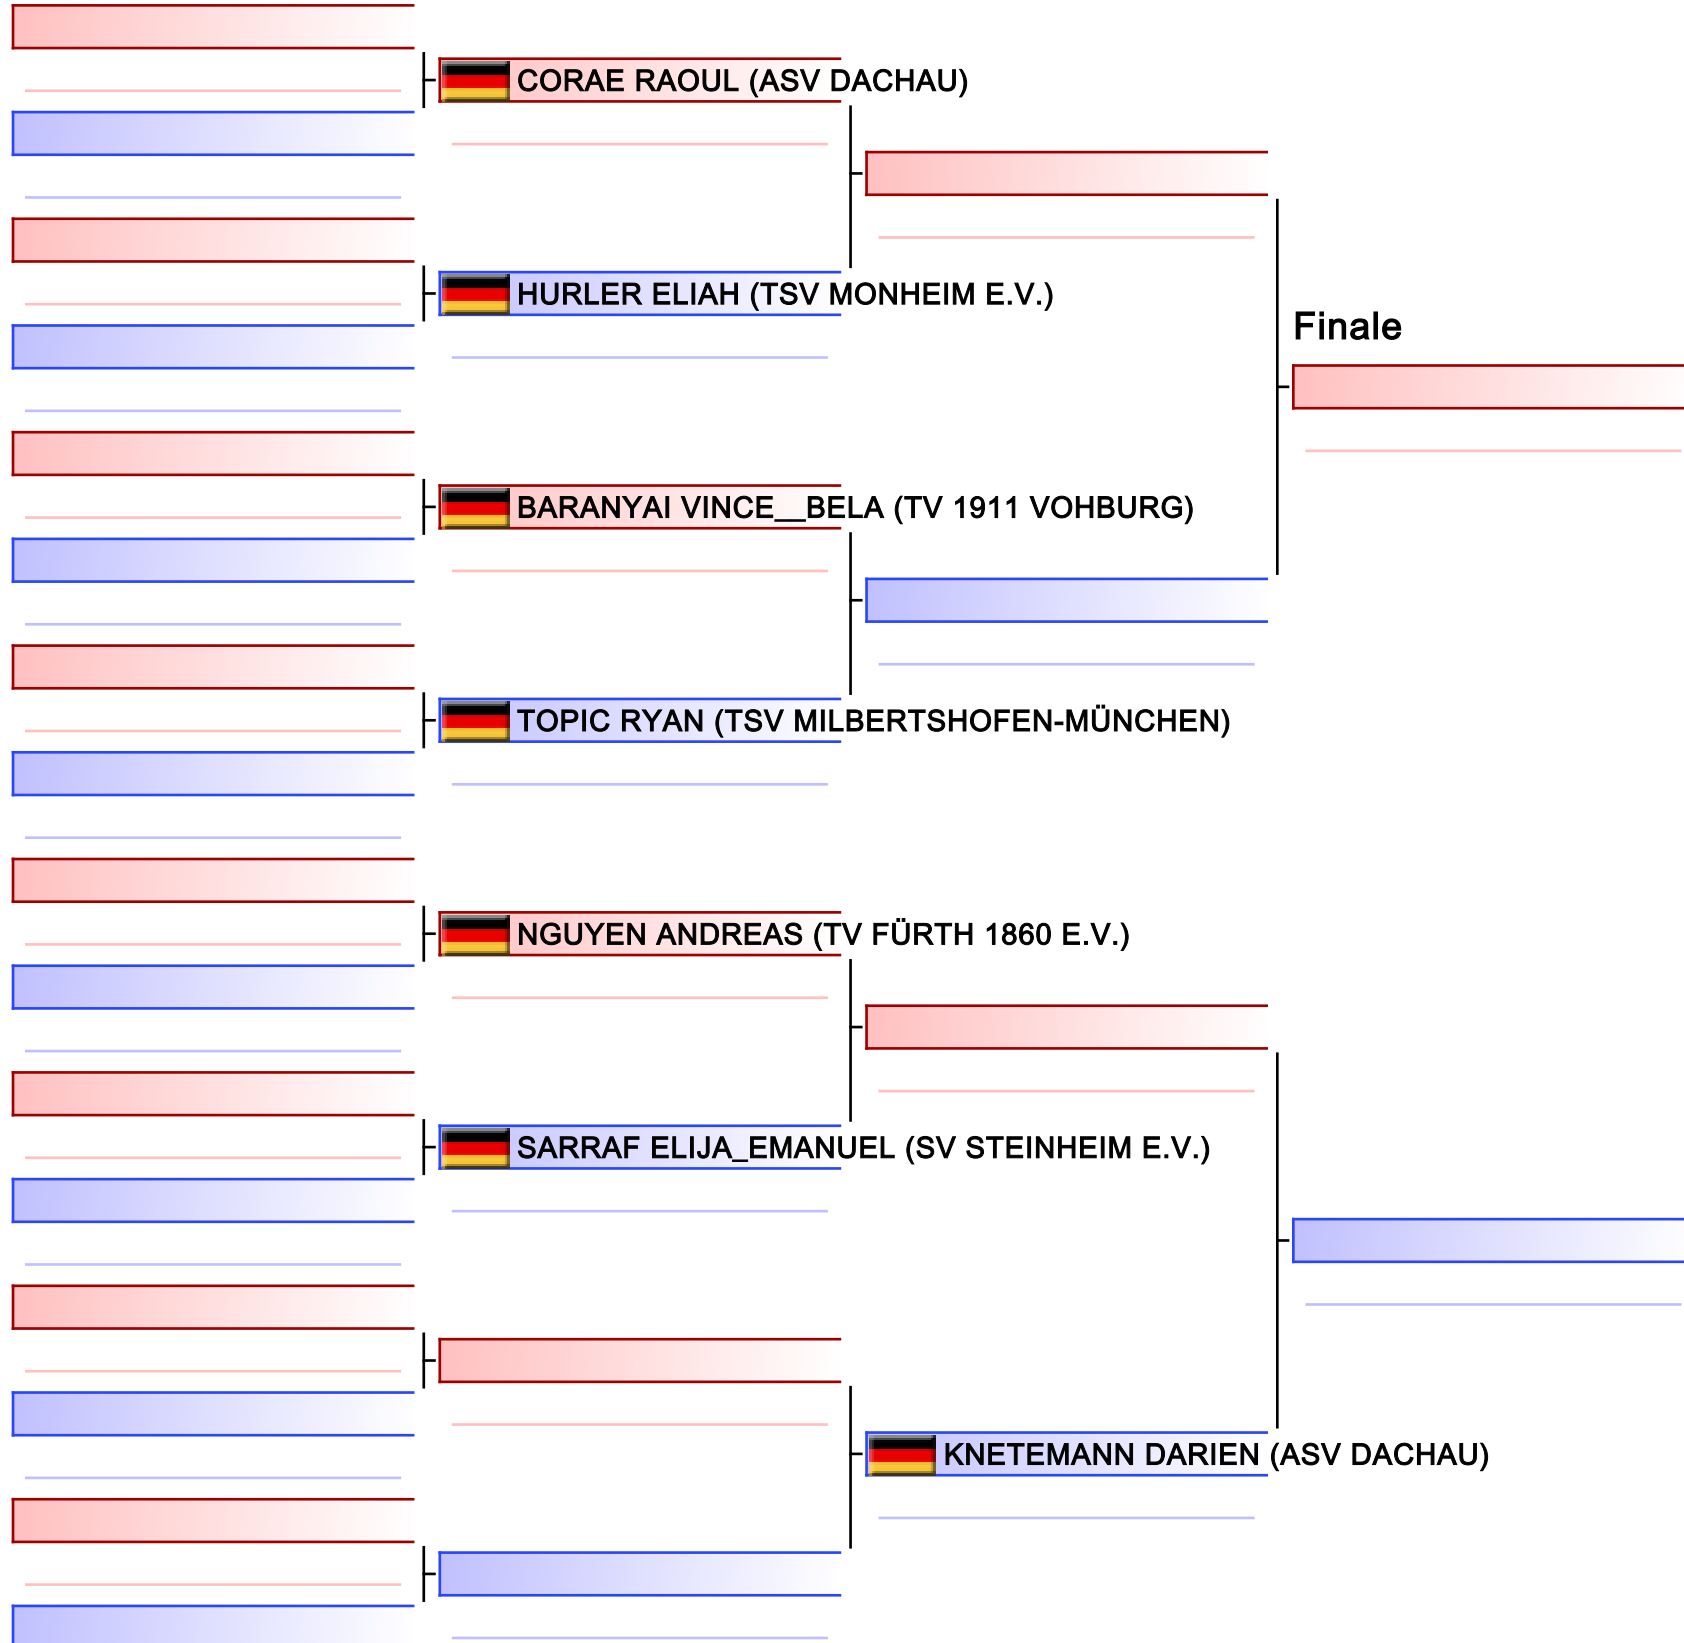 CORAE RAOUL (ASV DACHAU)
HURLER ELIAH (TSV MONHEIM E.V.)
Finale
BARANYAI VINCE__BELA (TV 1911 VOHBURG)
TOPIC RYAN (TSV MILBERTSHOFEN-MÜNCHEN)
NGUYEN ANDREAS (TV FÜRTH 1860 E.V.)
SARRAF ELIJA_EMANUEL (SV STEINHEIM E.V.)
KNETEMANN DARIEN (ASV DACHAU)